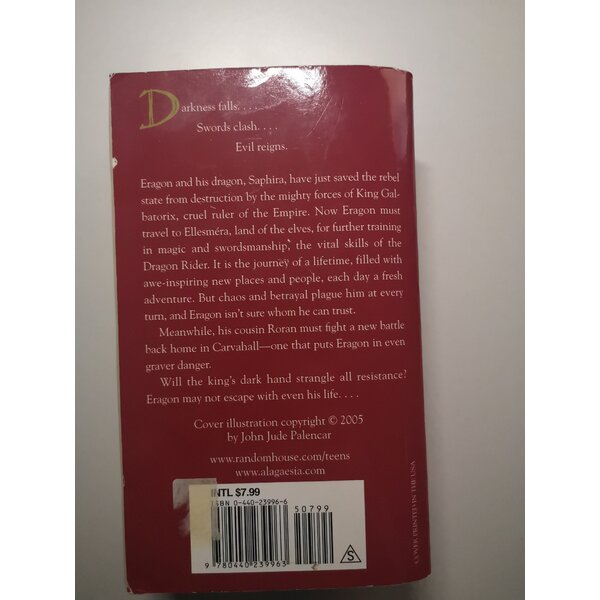 Darkness falls. . . .
Swords clash. . . .
Evil reigns.
Eragon and his dragon, Saphira, have just saved the rebel
state from destruction by the mighty forces of King Gal-
batorix, cruel ruler of the Empire. Now Eragon must
travel to Ellesméra, land of the elves, for further training
in magic and swordsmanship, the vital skills of the
Dragon Rider. It is the journey of a lifetime, filled with
awe-inspiring new places and people, each day a fresh
adventure. But chaos and betrayal plague him at every
turn, and Eragon isn't sure whom he can trust.
Meanwhile, his cousin Roran must fight a new battle
back home in Carvahall—one that puts Eragon in even
graver danger.
Will the king's dark hand strangle all resistance?
Eragon may not escape with even his life. . . .
Cover illustration copyright © 2005
by John Jude Palencar
www.randomhouse.com/teens
www.alagaesia.com
INTL $7.99
ISBN 0-440-23996-6
50799
9 780440 239963
S
COVER PRINTED IN THE USA